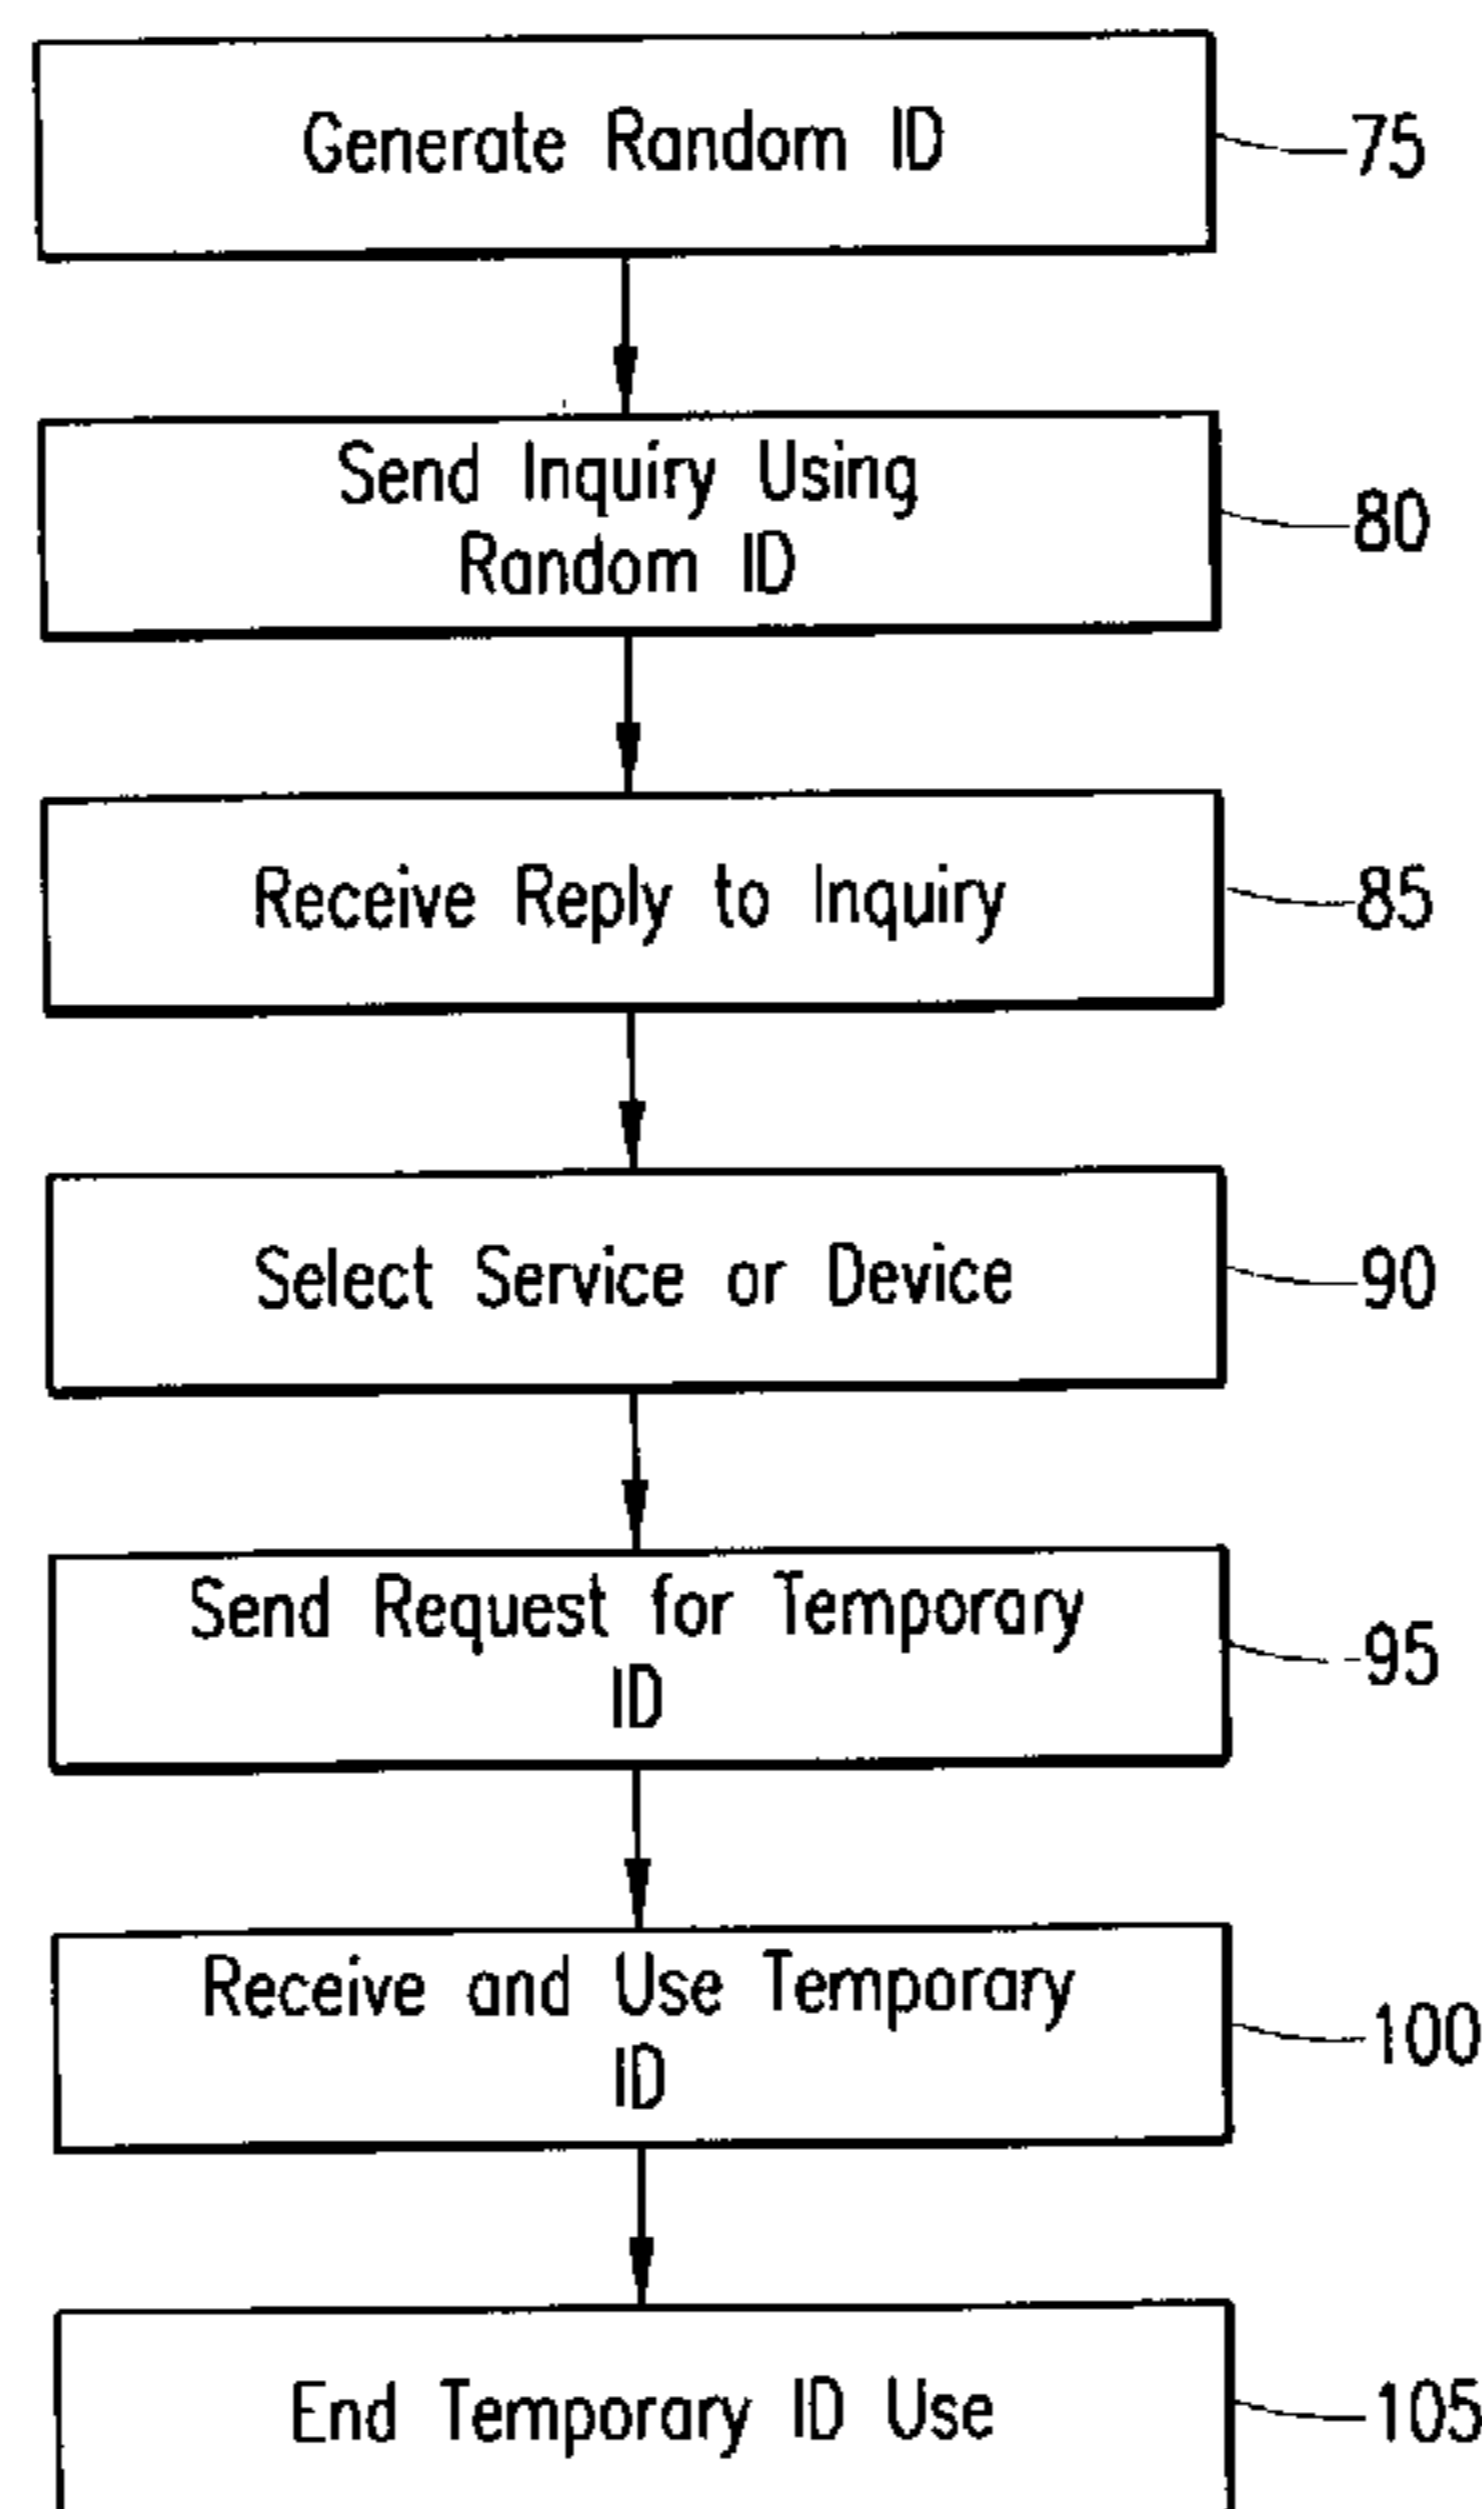 Generate Random ID
75
Send Inquiry Using
Random ID
80
Receive Reply to Inquiry
85
Select Service or Device
90
Send Request for Temporary
ID
95
Receive and Use Temporary
ID
100
End Temporary ID Use
105